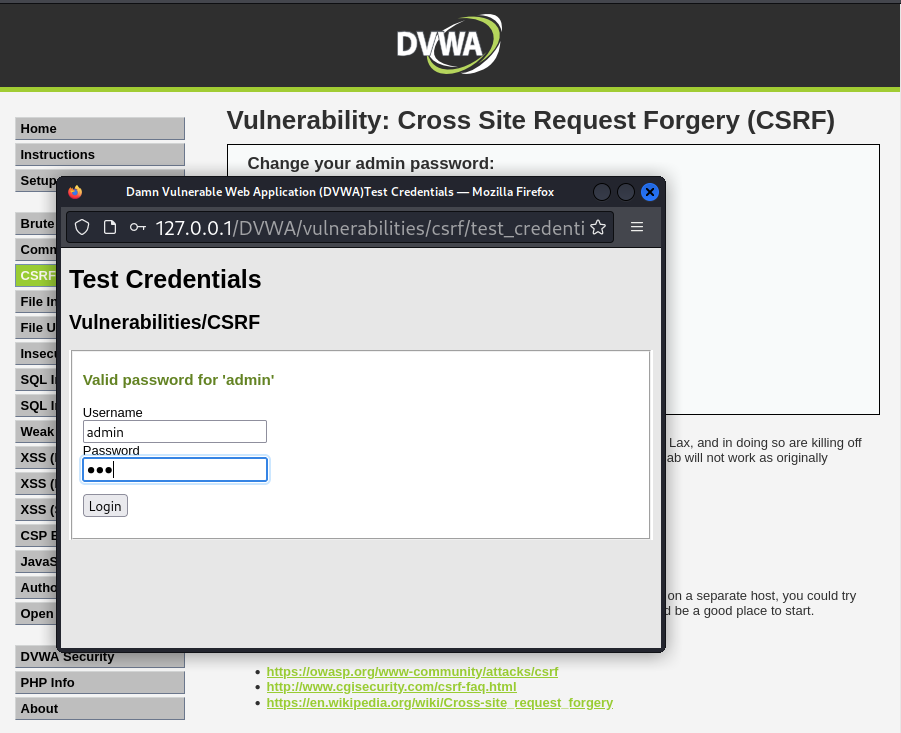 DVWA
Vulnerability: Cross Site Request Forgery (CSRF)
Home
Instructions
Setup
Brute
Comm
CSRF
File In
File U
Insecu
SQL I
SQL I
Weak
XSS (
XSS (
XSS (
CSP B
JavaS
Autho
Open
DVWA Security
PHP Info
About
Change your admin password:
Damn Vulnerable Web Application (DVWA)Test Credentials — Mozilla Firefox
127.0.0.1/DVWA/vulnerabilities/csrf/test_credenti
Test Credentials
Vulnerabilities/CSRF
Valid password for 'admin'
Username
admin
Password
●●●
Login
Lax, and in doing so are killing off
ab will not work as originally
on a separate host, you could try
d be a good place to start.
• https://owasp.org/www-community/attacks/csrf
• http://www.cgisecurity.com/csrf-faq.html
• https://en.wikipedia.org/wiki/Cross-site_request_forgery